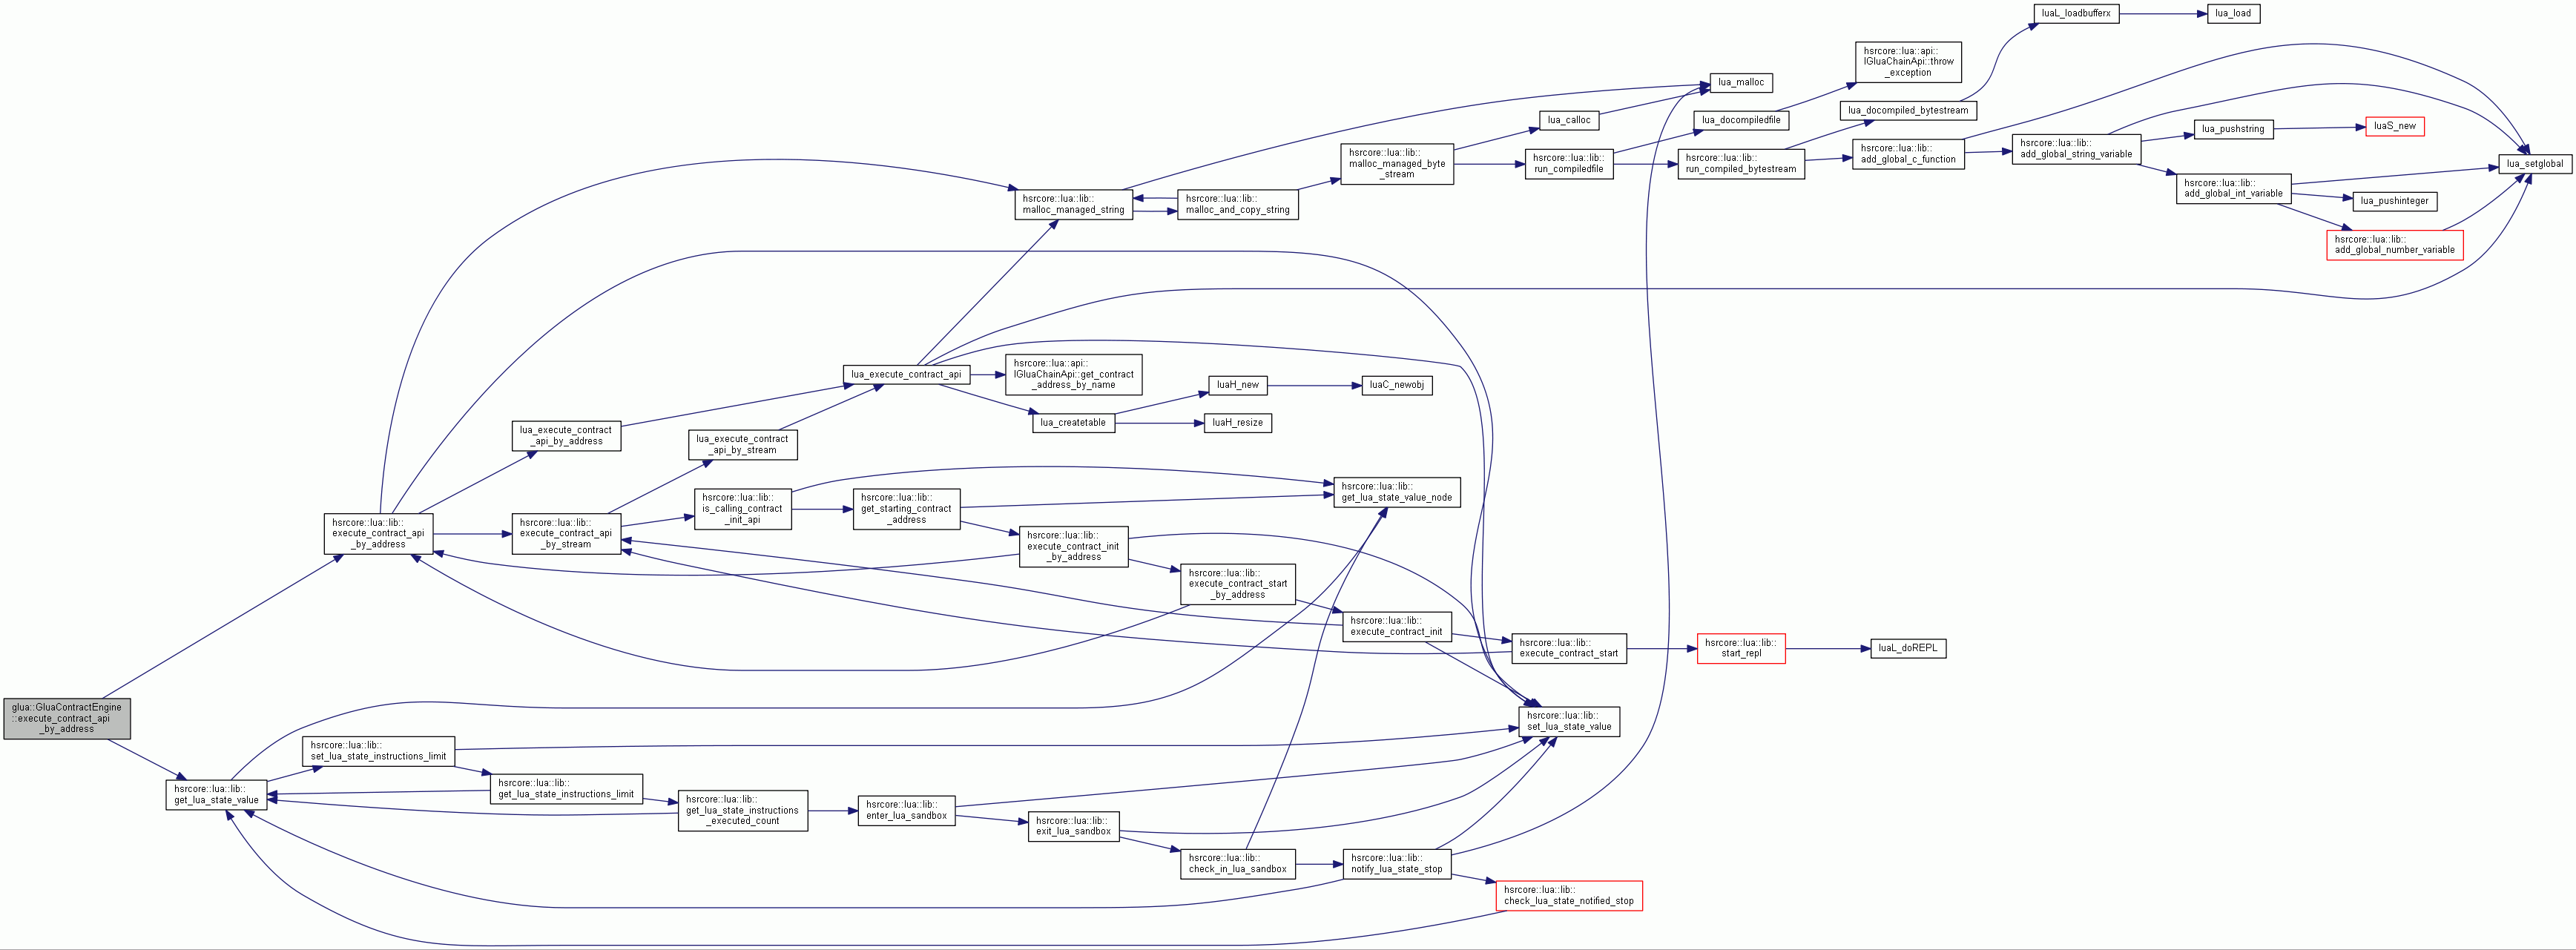 luaL_loadbufferx
lua_load
hsrcore::lua::api::
IGluaChainApi::throw
_exception
lua_malloc
lua_calloc
lua_docompiledfile
lua_docompiled_bytestream
lua_pushstring
luaS_new
hsrcore::lua::lib::
malloc_managed_byte
_stream
hsrcore::lua::lib::
run_compiledfile
hsrcore::lua::lib::
run_compiled_bytestream
hsrcore::lua::lib::
add_global_c_function
hsrcore::lua::lib::
add_global_string_variable
lua_setglobal
hsrcore::lua::lib::
malloc_managed_string
hsrcore::lua::lib::
malloc_and_copy_string
hsrcore::lua::lib::
add_global_int_variable
lua_pushinteger
hsrcore::lua::lib::
add_global_number_variable
lua_execute_contract_api
hsrcore::lua::api::
IGluaChainApi::get_contract
_address_by_name
luaH_new
luaC_newobj
lua_createtable
luaH_resize
lua_execute_contract
_api_by_address
lua_execute_contract
_api_by_stream
hsrcore::lua::lib::
execute_contract_api
_by_address
hsrcore::lua::lib::
execute_contract_api
_by_stream
hsrcore::lua::lib::
is_calling_contract
_init_api
hsrcore::lua::lib::
get_starting_contract
_address
hsrcore::lua::lib::
get_lua_state_value_node
hsrcore::lua::lib::
execute_contract_init
_by_address
hsrcore::lua::lib::
execute_contract_start
_by_address
hsrcore::lua::lib::
execute_contract_init
hsrcore::lua::lib::
execute_contract_start
hsrcore::lua::lib::
start_repl
luaL_doREPL
glua::GluaContractEngine
::execute_contract_api
_by_address
hsrcore::lua::lib::
set_lua_state_value
hsrcore::lua::lib::
get_lua_state_value
hsrcore::lua::lib::
set_lua_state_instructions_limit
hsrcore::lua::lib::
get_lua_state_instructions_limit
hsrcore::lua::lib::
get_lua_state_instructions
_executed_count
hsrcore::lua::lib::
enter_lua_sandbox
hsrcore::lua::lib::
exit_lua_sandbox
hsrcore::lua::lib::
check_in_lua_sandbox
hsrcore::lua::lib::
notify_lua_state_stop
hsrcore::lua::lib::
check_lua_state_notified_stop